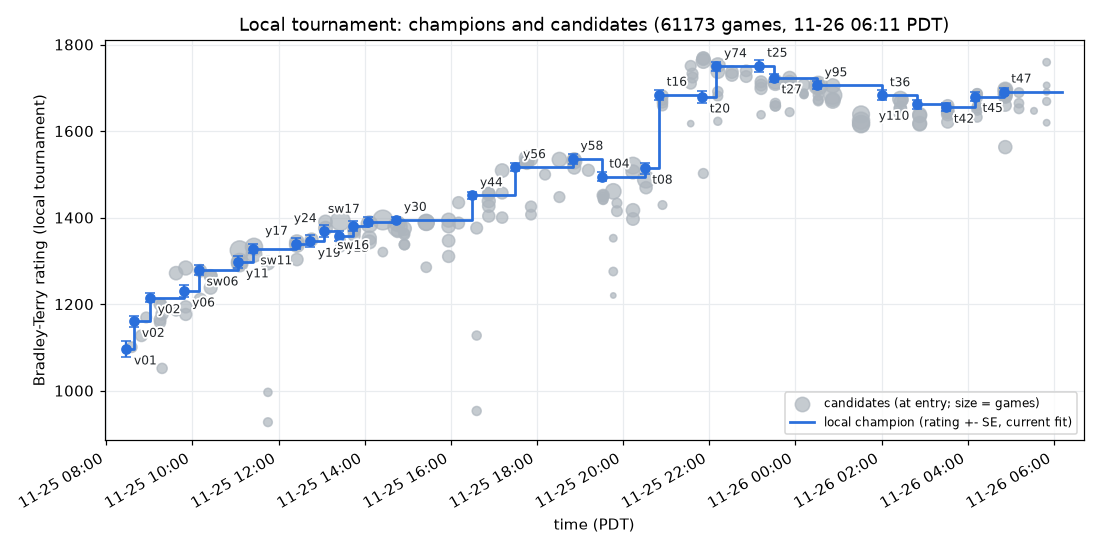 Local tournament: champions and candidates (61173 games, 11-26 06:11 PDT)
Bradley-Terry rating (local tournament)
1800
1600
1400
1200
1000
v01
v02
y02
y06
sw06
y11
sw11
y17
y24
y19
sw17
sw16
y30
y44
y56
y58
t04
t08
t16
t20
y74
t25
t27
y95
t36
y110
t42
t45
t47
candidates (at entry; size = games)
local champion (rating +- SE, current fit)
11-25 08:00
11-25 10:00
11-25 12:00
11-25 14:00
11-25 16:00
11-25 18:00
11-25 20:00
11-25 22:00
11-26 00:00
11-26 02:00
11-26 04:00
11-26 06:00
time (PDT)